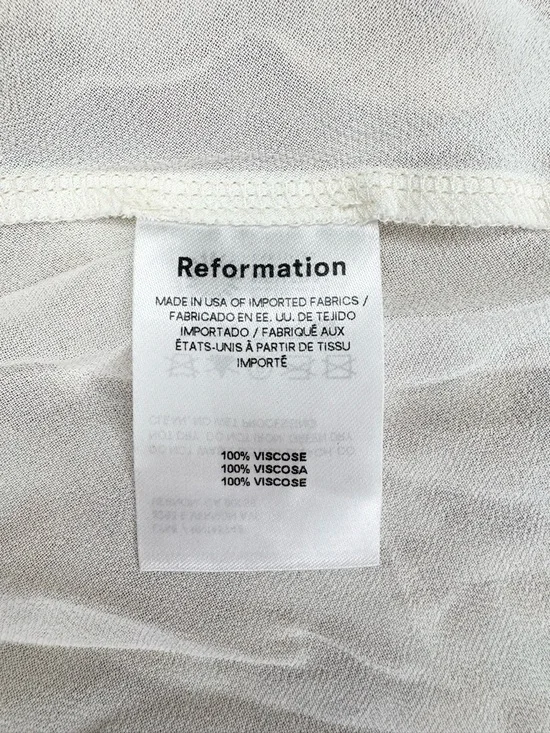 Reformation
MADE IN USA OF IMPORTED FABRICS /
FABRICADO EN EE. UU. DE TEJIDO
IMPORTADO / FABRIQUÉ AUX
ÉTATS-UNIS À PARTIR DE TISSU
IMPORTÉ
100% VISCOSE
100% VISCOSA
100% VISCOSE